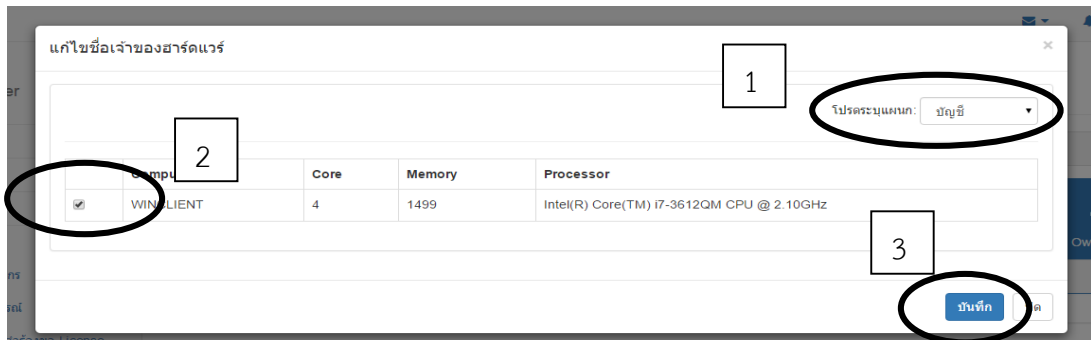 แก้ไขชื่อเจ้าของฮาร์ดแวร์ ×
1
โปรดระบุแผนก: บัญชี
2
Core Memory Processor
WINCLIENT 4 1499 Intel(R) Core(TM) i7-3612QM CPU @ 2.10GHz
3
บันทึก